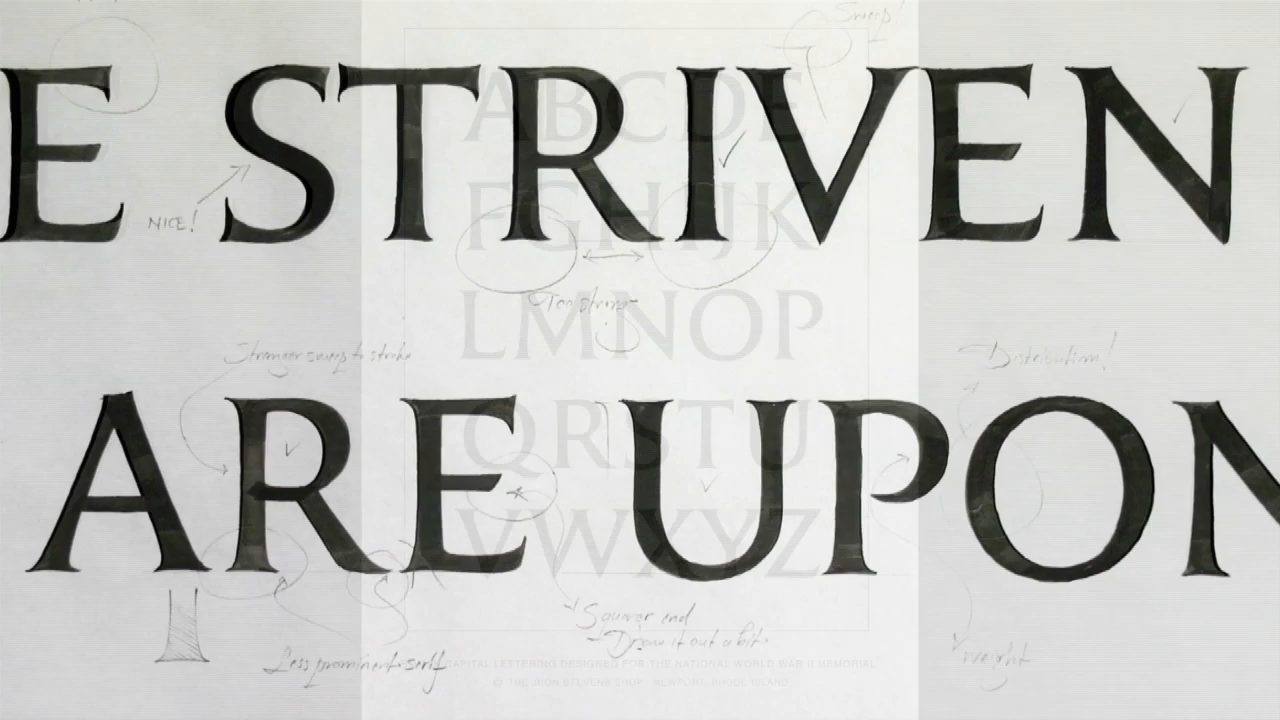 Sweep!
E STRIVEN
NICE!
Too strong
Stronger sweep to stroke
Distribution!
ARE UPON
Squarer end
Draw it out a bit
Less prominent serif
weight
ABCDE
FGHIJK
LMNOP
QRSTU
VWXYZ
CAPITAL LETTERING DESIGNED FOR THE NATIONAL WORLD WAR II MEMORIAL
© THE JOHN STEVENS SHOP · NEWPORT, RHODE ISLAND